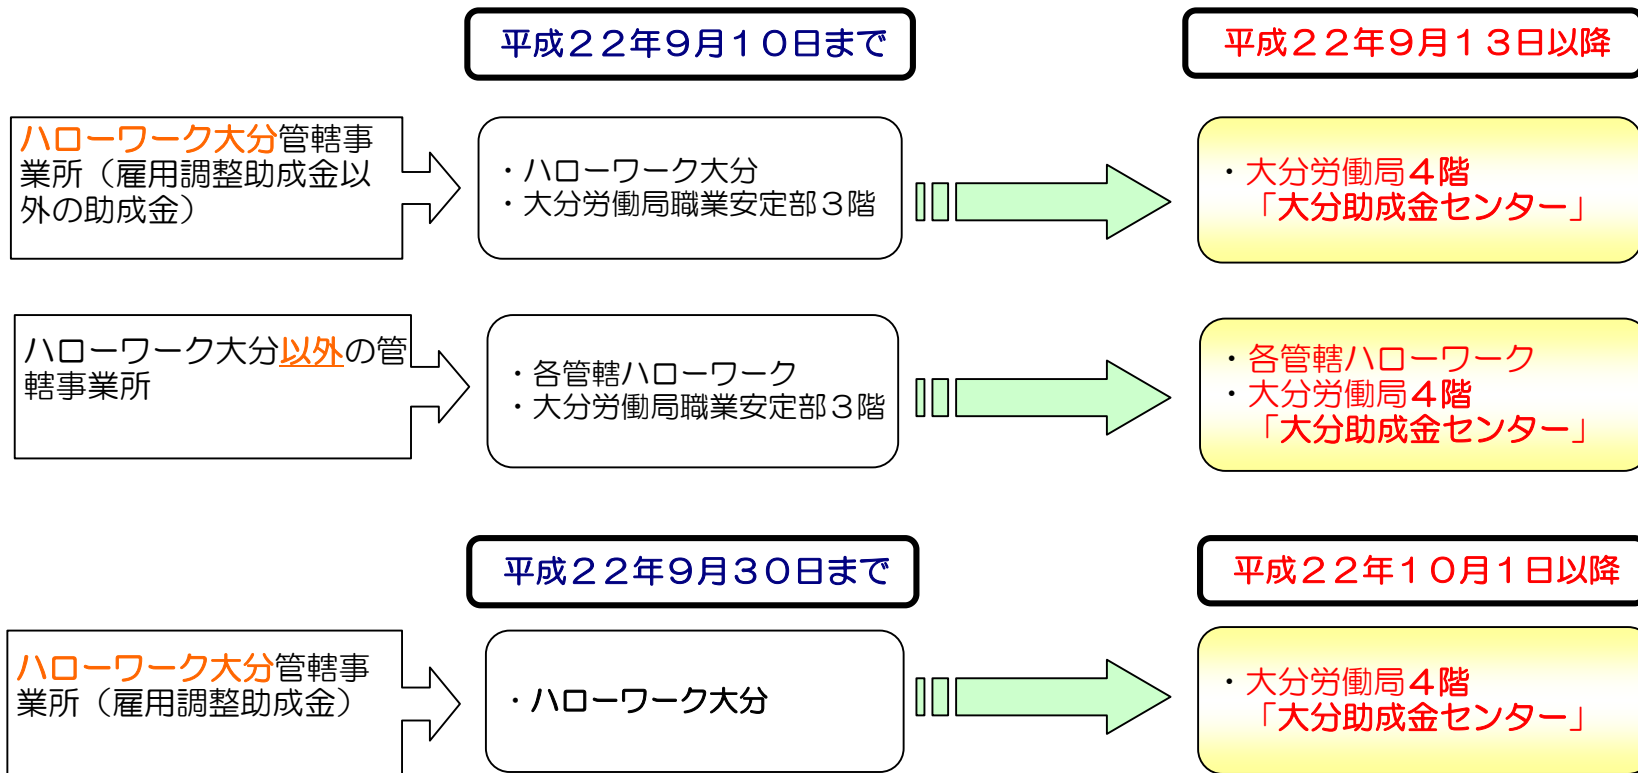 平成２２年９月１０日まで
平成２２年９月１３日以降
ハローワーク大分管轄事
業所（雇用調整助成金以
外の助成金）
・ハローワーク大分
・大分労働局職業安定部３階
・大分労働局４階
「大分助成金センター」
ハローワーク大分以外の管
轄事業所
・各管轄ハローワーク
・大分労働局職業安定部３階
・各管轄ハローワーク
・大分労働局４階
「大分助成金センター」
平成２２年９月３０日まで
平成２２年１０月１日以降
ハローワーク大分管轄事
業所（雇用調整助成金）
・ハローワーク大分
・大分労働局４階
「大分助成金センター」